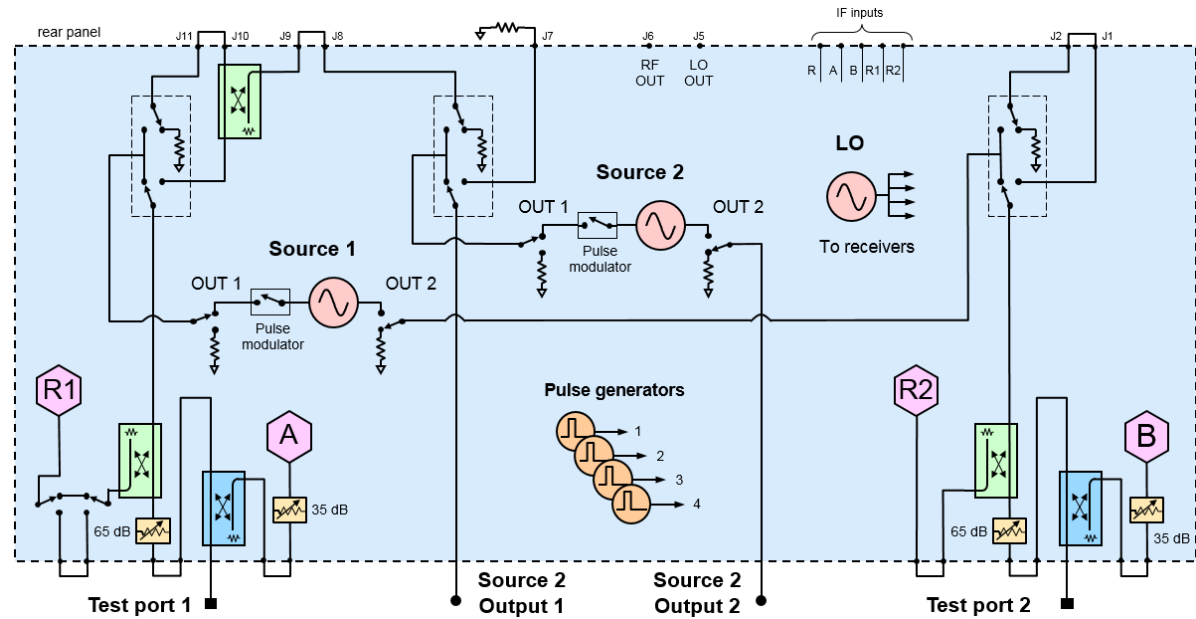 IF inputs
rear panel
J11
J10
J9
J8
J7
J6
J5
J2
J1
RF
OUT
LO
OUT
R
A
B
R1
R2
LO
Source 2
OUT 1
OUT 2
Pulse
modulator
To receivers
Source 1
OUT 1
OUT 2
Pulse
modulator
R1
A
Pulse generators
R2
B
1
2
3
4
35 dB
65 dB
65 dB
35 dB
Test port 1
Source 2
Output 1
Source 2
Output 2
Test port 2